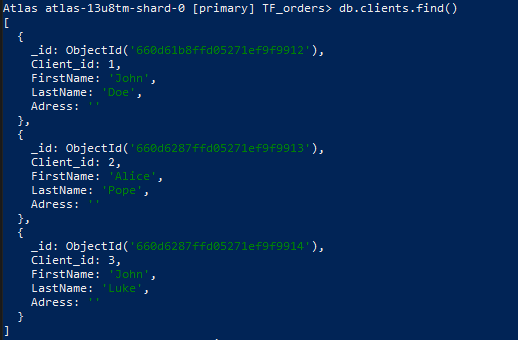 Atlas atlas-13u8tm-shard-0 [primary] TF_orders> db.clients.find()
[
  {
    _id: ObjectId('660d61b8ffd05271ef9f9912'),
    Client_id: 1,
    FirstName: 'John',
    LastName: 'Doe',
    Adress: ''
  },
  {
    _id: ObjectId('660d6287ffd05271ef9f9913'),
    Client_id: 2,
    FirstName: 'Alice',
    LastName: 'Pope',
    Adress: ''
  },
  {
    _id: ObjectId('660d6287ffd05271ef9f9914'),
    Client_id: 3,
    FirstName: 'John',
    LastName: 'Luke',
    Adress: ''
  }
]